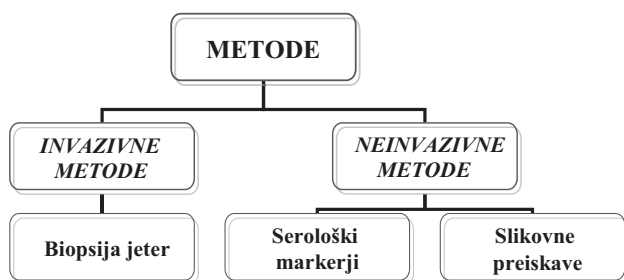 METODE
INVAZIVNE
METODE
NEINVAZIVNE
METODE
Biopsija jeter
Serološki
markerji
Slikovne
preiskave